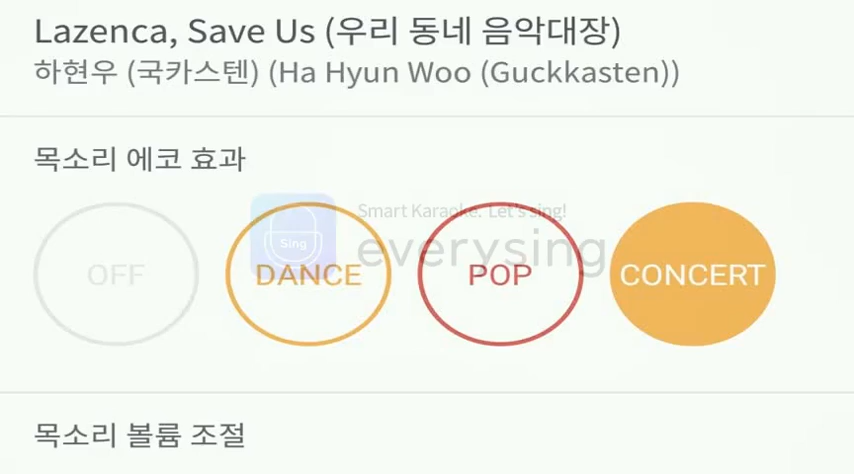 Lazenca, Save Us (우리 동네 음악대장)
하현우 (국카스텐) (Ha Hyun Woo (Guckkasten))
목소리 에코 효과
Smart Karaoke. Let's sing!
Sing
everysing
OFF
DANCE
POP
CONCERT
목소리 볼륨 조절